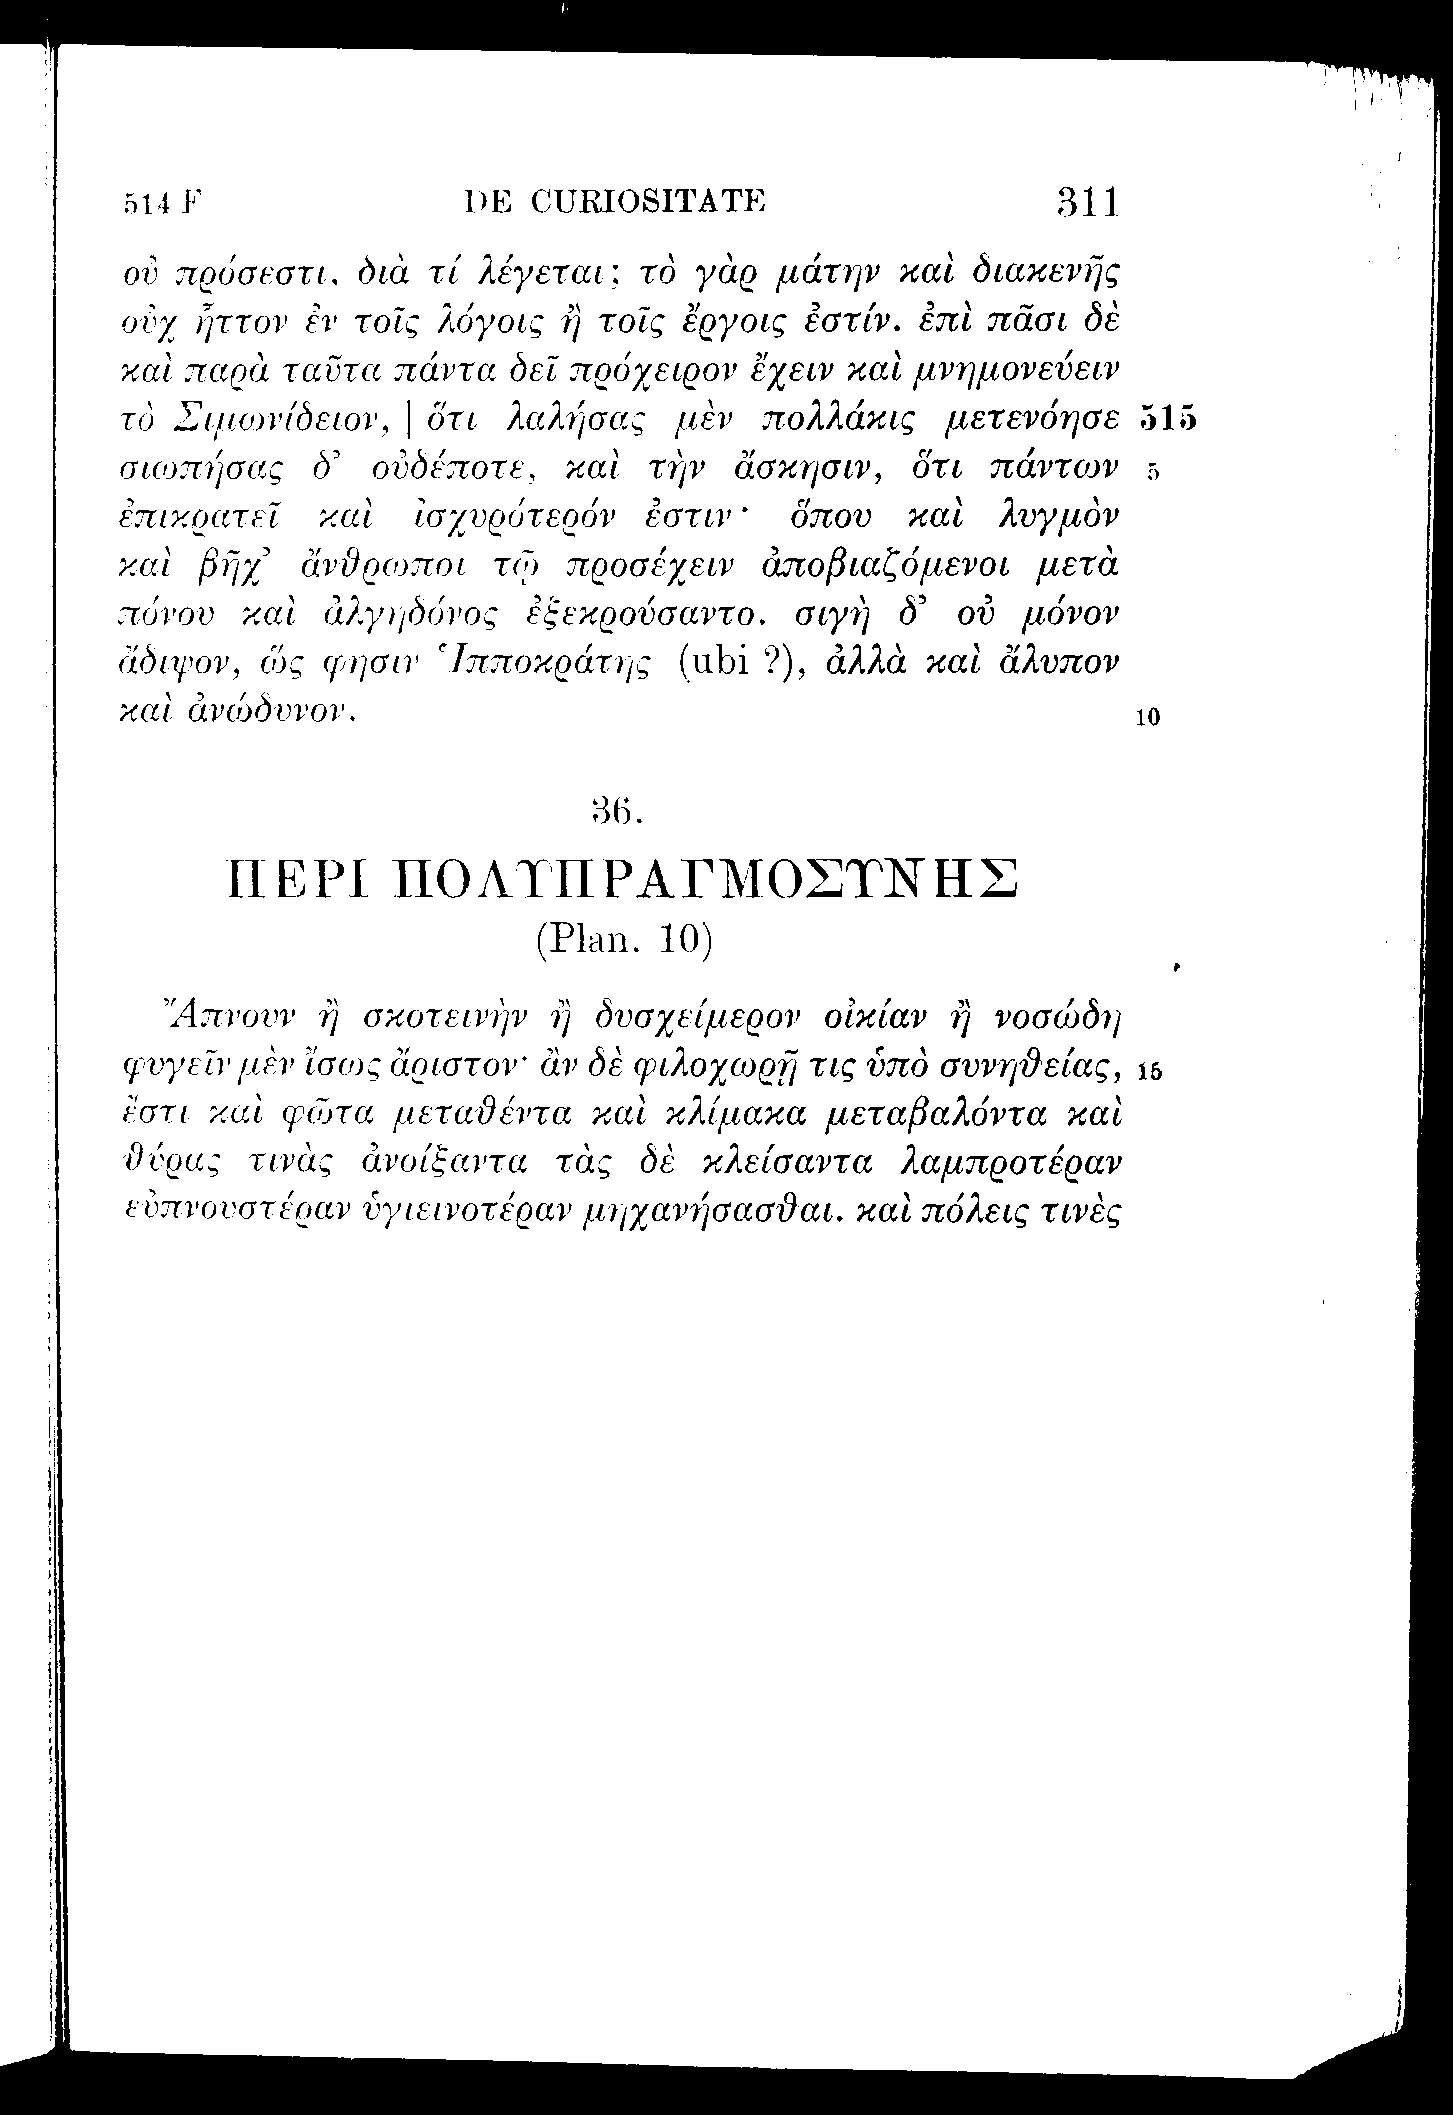 514 F DE CURIOSITATE 311
οὐ πρόσεστι, διὰ τί λέγεται; τὸ γὰρ μάτην καὶ διακενῆς
οὐχ ἧττον ἐν τοῖς λόγοις ἢ τοῖς ἔργοις ἐστίν. ἐπὶ πᾶσι δὲ
καὶ παρὰ ταῦτα πάντα δεῖ πρόχειρον ἔχειν καὶ μνημονεύειν
τὸ Σιμωνίδειον, | ὅτι λαλήσας μὲν πολλάκις μετενόησε 515
σιωπήσας δ’ οὐδέποτε, καὶ τὴν ἄσκησιν, ὅτι πάντων 5
ἐπικρατεῖ καὶ ἰσχυρότερόν ἐστιν· ὅπου καὶ λυγμὸν
καὶ βῆχ’ ἄνθρωποι τῷ προσέχειν ἀποβιαζόμενοι μετὰ
πόνου καὶ ἀλγηδόνος ἐξεκρούσαντο. σιγὴ δ’ οὐ μόνον
ἄδιψον, ὥς φησιν Ἱπποκράτης (ubi ?), ἀλλὰ καὶ ἄλυπον
καὶ ἀνώδυνον. 10
36.
ΠΕΡΙ ΠΟΛΥΠΡΑΓΜΟΣΥΝΗΣ
(Plan. 10)
Ἄπνουν ἢ σκοτεινὴν ἢ δυσχείμερον οἰκίαν ἢ νοσώδη
φυγεῖν μὲν ἴσως ἄριστον· ἂν δὲ φιλοχωρῇ τις ὑπὸ συνηθείας, 15
ἔστι καὶ φῶτα μεταθέντα καὶ κλίμακα μεταβαλόντα καὶ
θύρας τινὰς ἀνοίξαντα τὰς δὲ κλείσαντα λαμπροτέραν
εὐπνουστέραν ὑγιεινοτέραν μηχανήσασθαι. καὶ πόλεις τινὲς